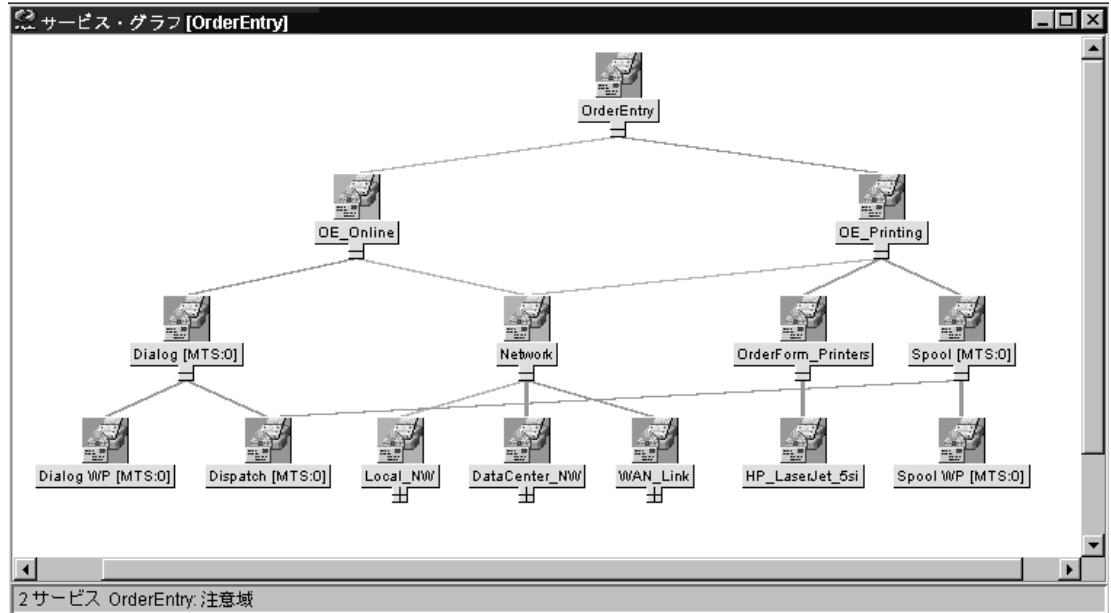 サービス・グラフ [OrderEntry]
OrderEntry
OE_Online
OE_Printing
Dialog [MTS:0]
Network
OrderForm_Printers
Spool [MTS:0]
Dialog WP [MTS:0]
Dispatch [MTS:0]
Local_NW
DataCenter_NW
WAN_Link
HP_LaserJet_5si
Spool WP [MTS:0]
2 サービス OrderEntry: 注意域